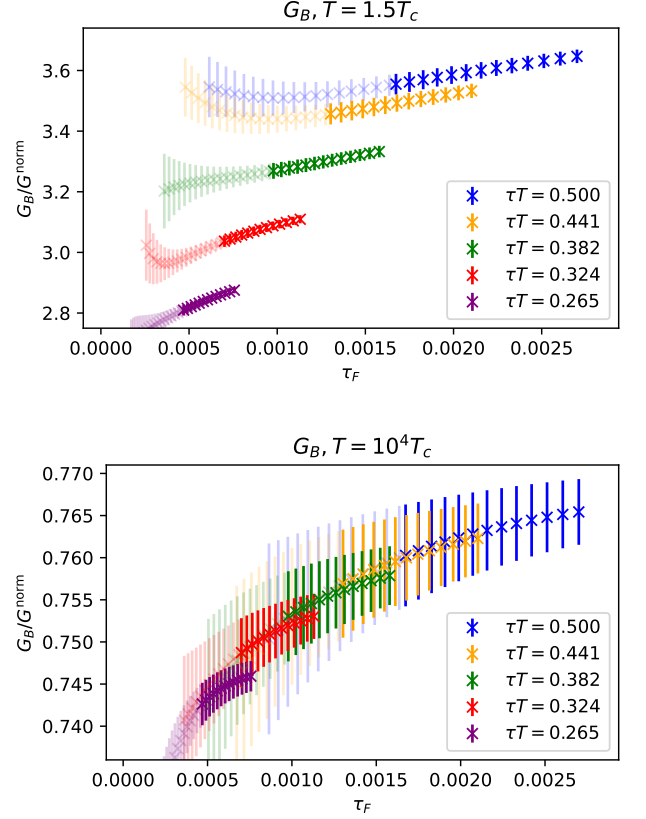 G_B, T = 1.5T_c
3.6
3.4
3.2
3.0
2.8
G_B/G^norm
0.0000 0.0005 0.0010 0.0015 0.0020 0.0025
τ_F
τT = 0.500
τT = 0.441
τT = 0.382
τT = 0.324
τT = 0.265
G_B, T = 10^4T_c
0.770
0.765
0.760
0.755
0.750
0.745
0.740
G_B/G^norm
0.0000 0.0005 0.0010 0.0015 0.0020 0.0025
τ_F
τT = 0.500
τT = 0.441
τT = 0.382
τT = 0.324
τT = 0.265